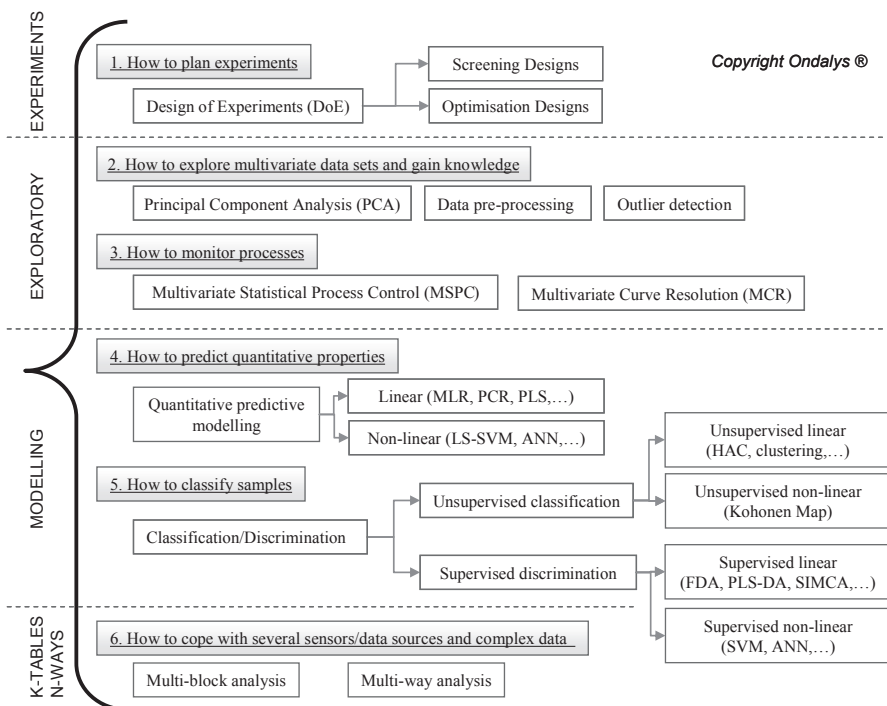 EXPERIMENTS
1. How to plan experiments
Design of Experiments (DoE)
Screening Designs
Optimisation Designs
Copyright Ondalys ®
EXPLORATORY
2. How to explore multivariate data sets and gain knowledge
Principal Component Analysis (PCA)
Data pre-processing
Outlier detection
3. How to monitor processes
Multivariate Statistical Process Control (MSPC)
Multivariate Curve Resolution (MCR)
MODELLING
4. How to predict quantitative properties
Quantitative predictive
modelling
Linear (MLR, PCR, PLS,…)
Non-linear (LS-SVM, ANN,…)
5. How to classify samples
Classification/Discrimination
Unsupervised classification
Unsupervised linear
(HAC, clustering,…)
Unsupervised non-linear
(Kohonen Map)
Supervised discrimination
Supervised linear
(FDA, PLS-DA, SIMCA,…)
Supervised non-linear
(SVM, ANN,…)
K-TABLES
N-WAYS
6. How to cope with several sensors/data sources and complex data
Multi-block analysis
Multi-way analysis